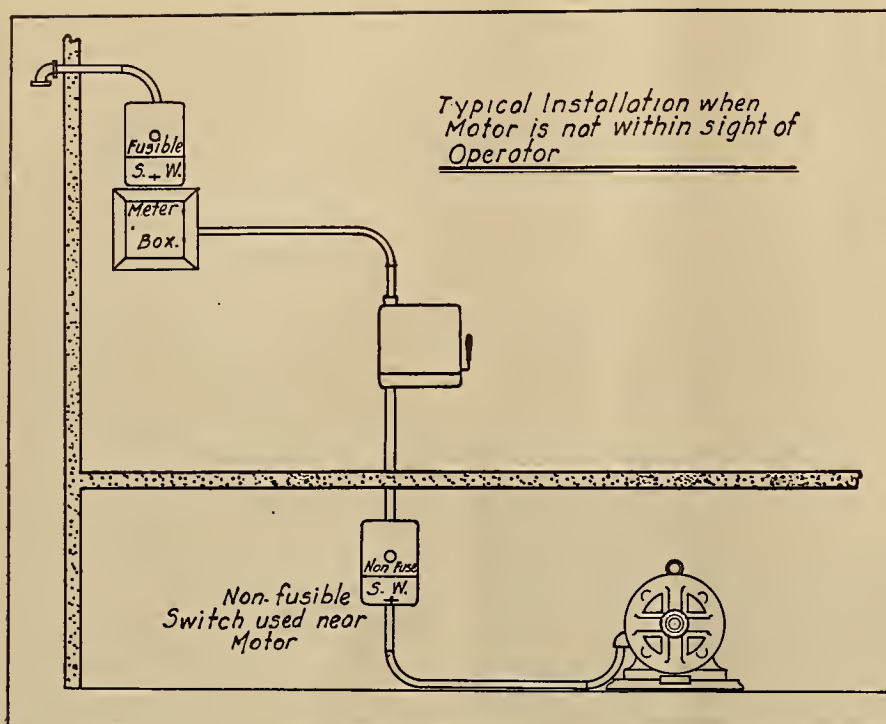 Typical Installation when
Motor is not within sight of
Operator
Fusible
S. W.
Meter
Box.
Non Fuse
S. W.
Non-fusible
Switch used near
Motor